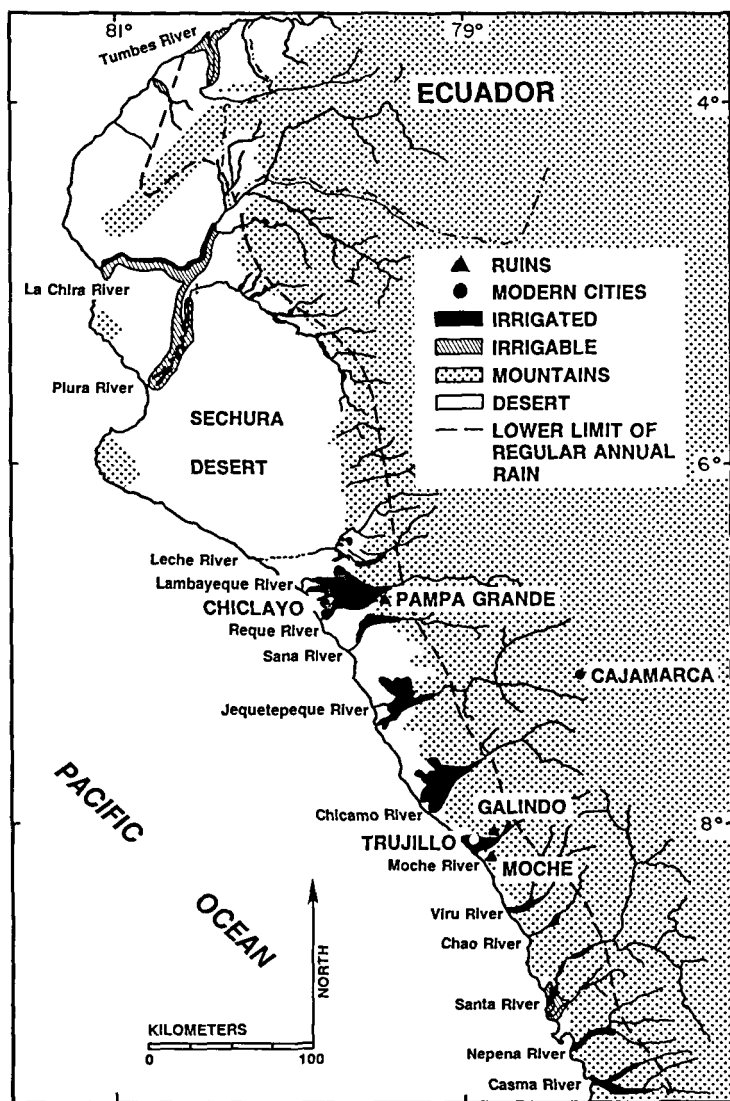 81°
79°
Tumbes River
ECUADOR
4°
RUINS
MODERN CITIES
IRRIGATED
IRRIGABLE
MOUNTAINS
DESERT
LOWER LIMIT OF
REGULAR ANNUAL
RAIN
La Chira River
Piura River
SECHURA
DESERT
6°
Leche River
Lambayeque River
CHICLAYO
PAMPA GRANDE
Reque River
Sana River
CAJAMARCA
Jequetepeque River
PACIFIC
OCEAN
Chicamo River
GALINDO
8°
TRUJILLO
Moche River
MOCHE
Viru River
Chao River
NORTH
Santa River
KILOMETERS
0
100
Nepena River
Casma River